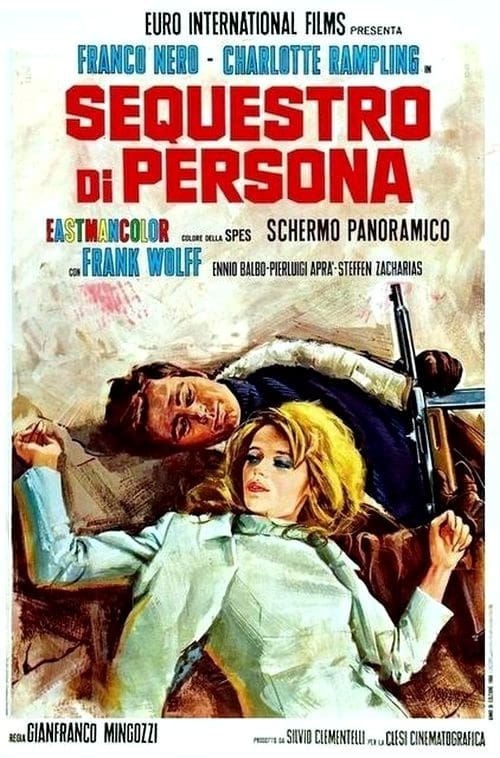 EURO INTERNATIONAL FILMS PRESENTA
FRANCO NERO - CHARLOTTE RAMPLING IN
SEQUESTRO
DI PERSONA
EASTMANCOLOR COLORE DELLA SPES SCHERMO PANORAMICO
CON FRANK WOLFF ENNIO BALBO-PIERLUIGI APRA'-STEFFEN ZACHARIAS
REGIA GIANFRANCO MINGOZZI PRODOTTO DA SILVIO CLEMENTELLI PER LA CLESI CINEMATOGRAFICA